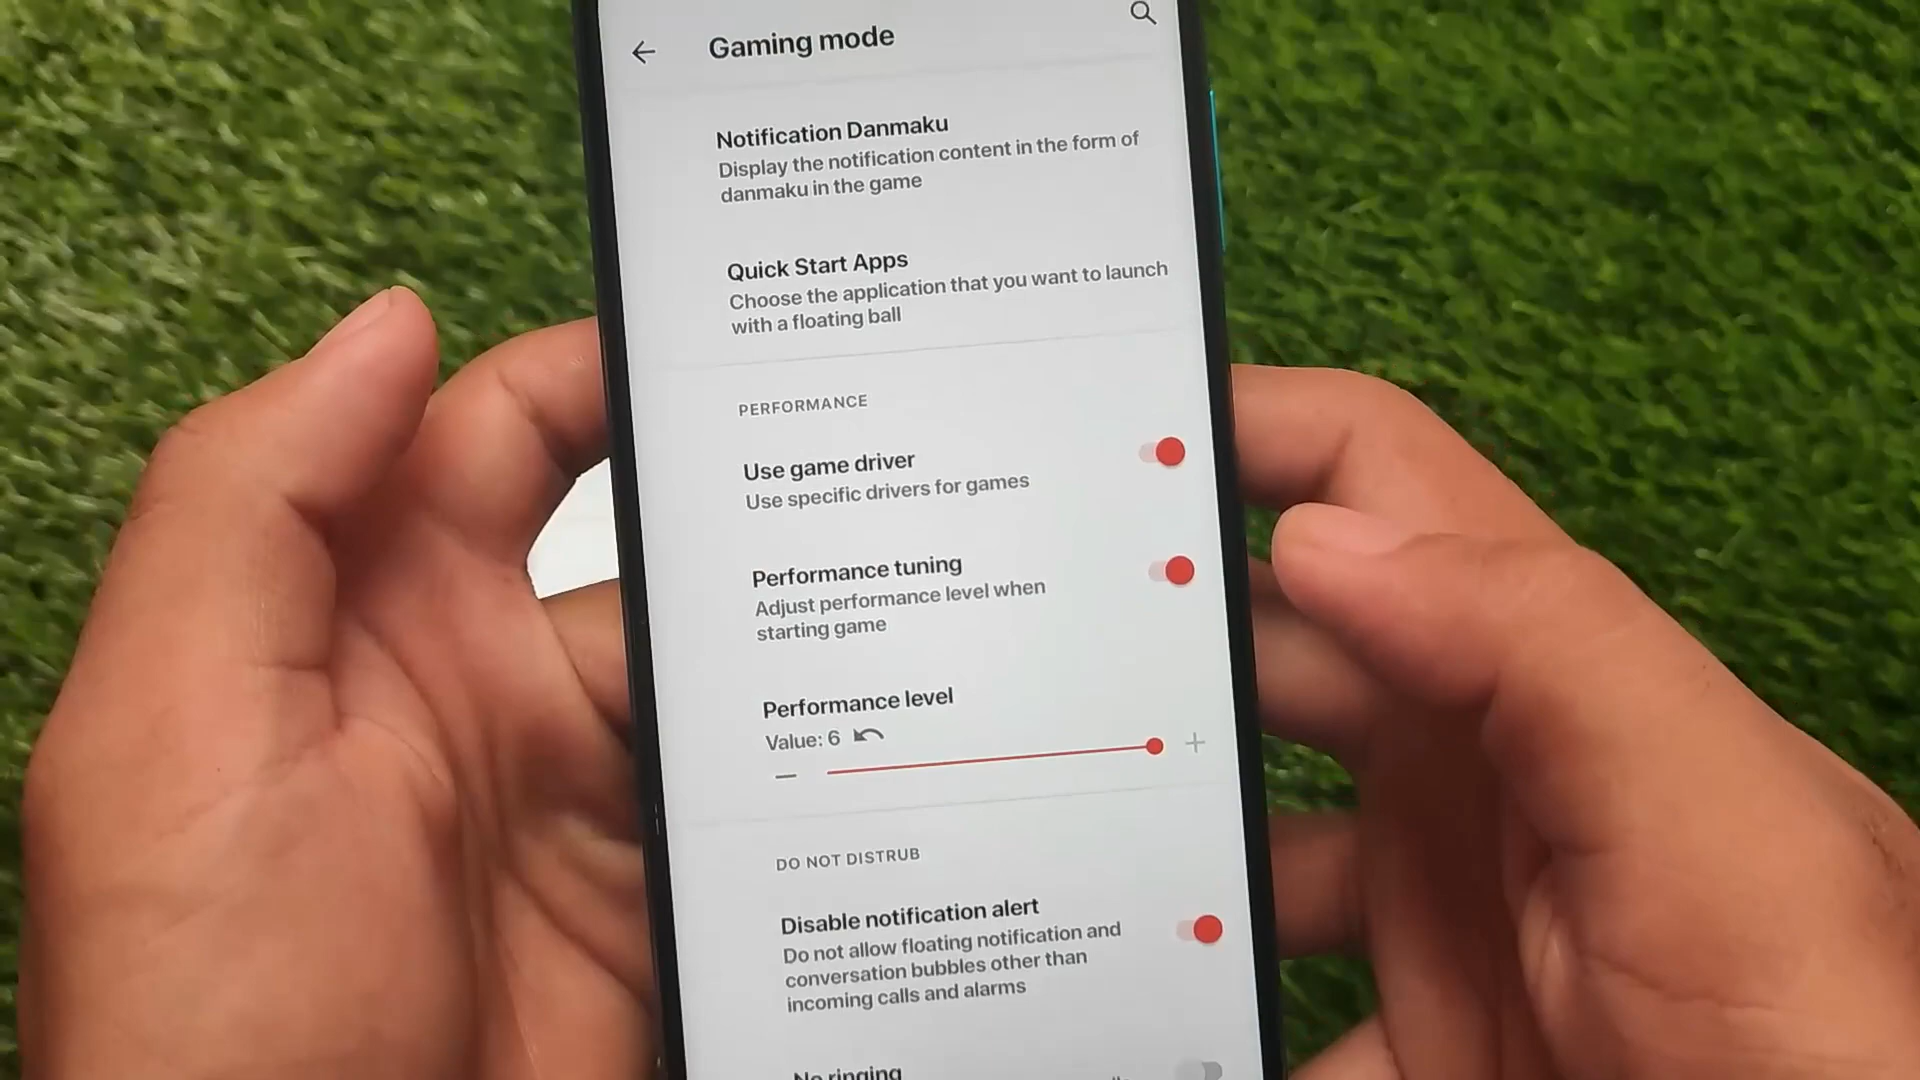 Gaming mode
Notification Danmaku
Display the notification content in the form of
danmaku in the game
Quick Start Apps
Choose the application that you want to launch
with a floating ball
PERFORMANCE
Use game driver
Use specific drivers for games
Performance tuning
Adjust performance level when
starting game
Performance level
Value: 6
DO NOT DISTRUB
Disable notification alert
Do not allow floating notification and
conversation bubbles other than
incoming calls and alarms
No ringing